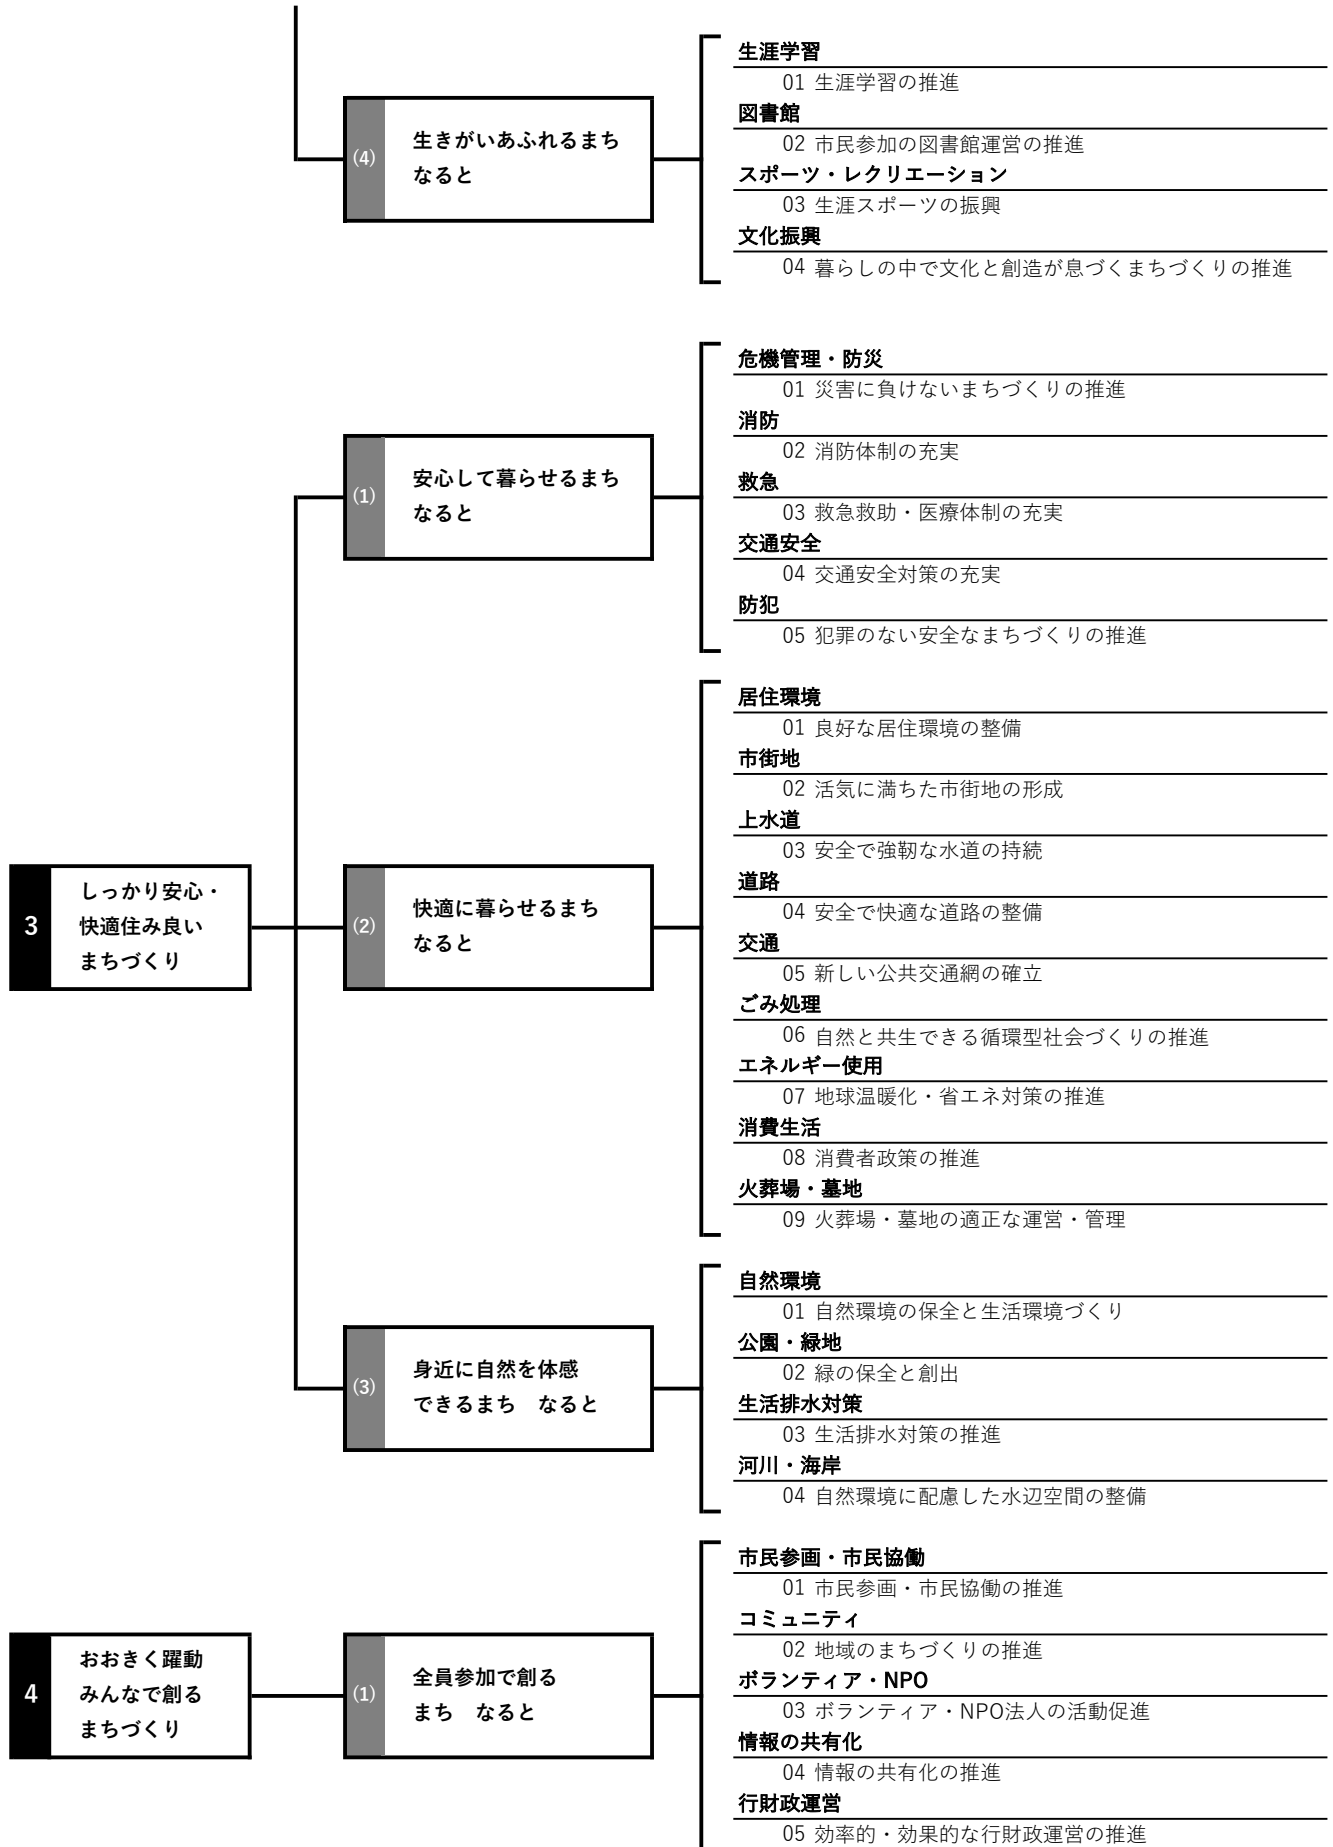 (4)
生きがいあふれるまち
なると
生涯学習
01 生涯学習の推進
図書館
02 市民参加の図書館運営の推進
スポーツ・レクリエーション
03 生涯スポーツの振興
文化振興
04 暮らしの中で文化と創造が息づくまちづくりの推進
3
しっかり安心・
快適住み良い
まちづくり
(1)
安心して暮らせるまち
なると
危機管理・防災
01 災害に負けないまちづくりの推進
消防
02 消防体制の充実
救急
03 救急救助・医療体制の充実
交通安全
04 交通安全対策の充実
防犯
05 犯罪のない安全なまちづくりの推進
(2)
快適に暮らせるまち
なると
居住環境
01 良好な居住環境の整備
市街地
02 活気に満ちた市街地の形成
上水道
03 安全で強靭な水道の持続
道路
04 安全で快適な道路の整備
交通
05 新しい公共交通網の確立
ごみ処理
06 自然と共生できる循環型社会づくりの推進
エネルギー使用
07 地球温暖化・省エネ対策の推進
消費生活
08 消費者政策の推進
火葬場・墓地
09 火葬場・墓地の適正な運営・管理
(3)
身近に自然を体感
できるまち　なると
自然環境
01 自然環境の保全と生活環境づくり
公園・緑地
02 緑の保全と創出
生活排水対策
03 生活排水対策の推進
河川・海岸
04 自然環境に配慮した水辺空間の整備
4
おおきく躍動
みんなで創る
まちづくり
(1)
全員参加で創る
まち　なると
市民参画・市民協働
01 市民参画・市民協働の推進
コミュニティ
02 地域のまちづくりの推進
ボランティア・NPO
03 ボランティア・NPO法人の活動促進
情報の共有化
04 情報の共有化の推進
行財政運営
05 効率的・効果的な行財政運営の推進